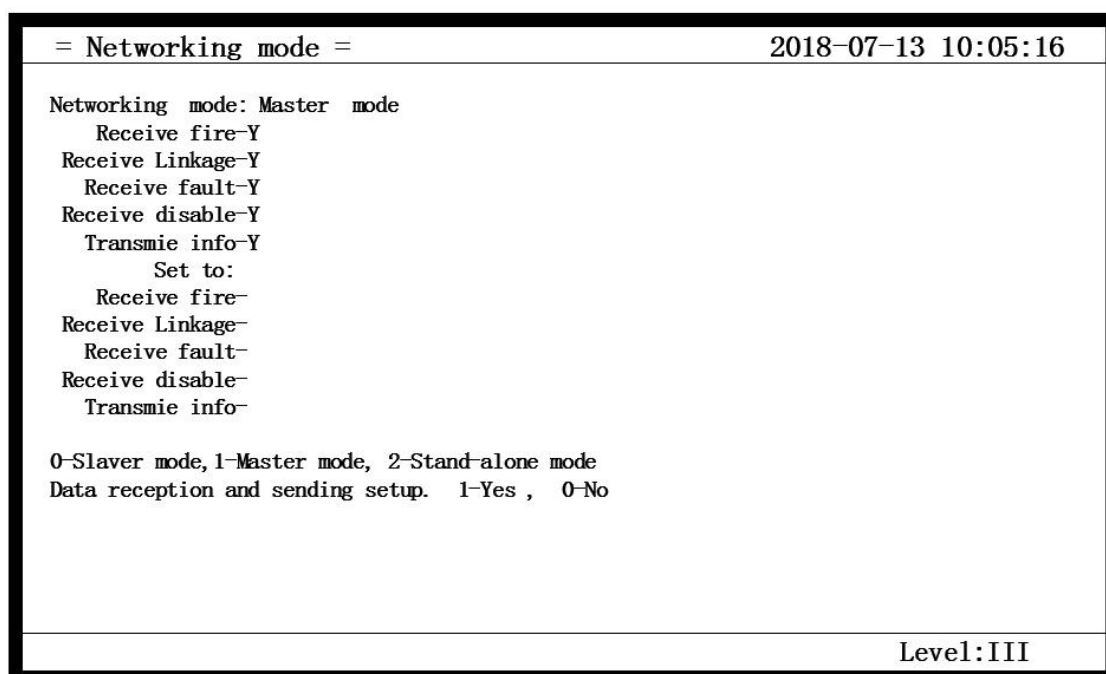 = Networking mode =
2018-07-13 10:05:16
Networking mode: Master mode
Receive fire-Y
Receive Linkage-Y
Receive fault-Y
Receive disable-Y
Transmie info-Y
Set to:
Receive fire-
Receive Linkage-
Receive fault-
Receive disable-
Transmie info-
0-Slaver mode,1-Master mode, 2-Stand-alone mode
Data reception and sending setup. 1-Yes , 0-No
Level:III